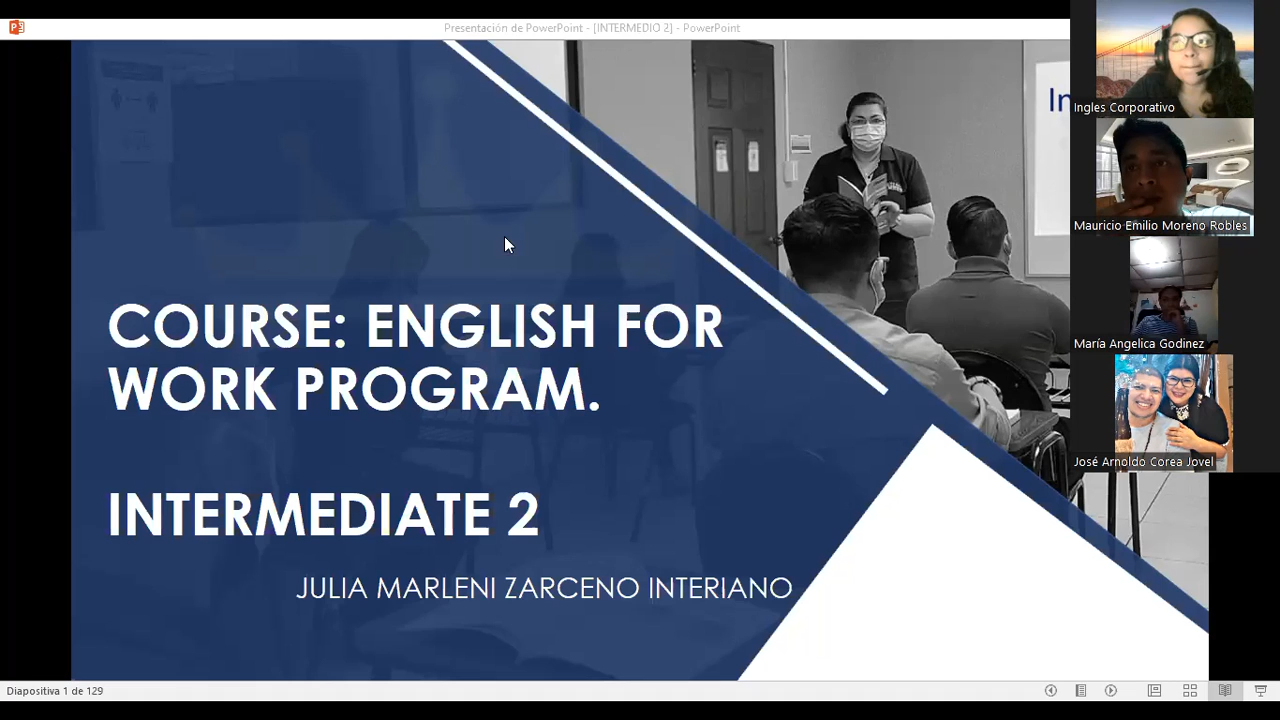 Presentación de PowerPoint - [INTERMEDIO 2] - PowerPoint
COURSE: ENGLISH FOR
WORK PROGRAM.
INTERMEDIATE 2
JULIA MARLENI ZARCENO INTERIANO
Ingles Corporativo
Mauricio Emilio Moreno Robles
María Angelica Godinez
José Arnoldo Corea Jovel
Diapositiva 1 de 129